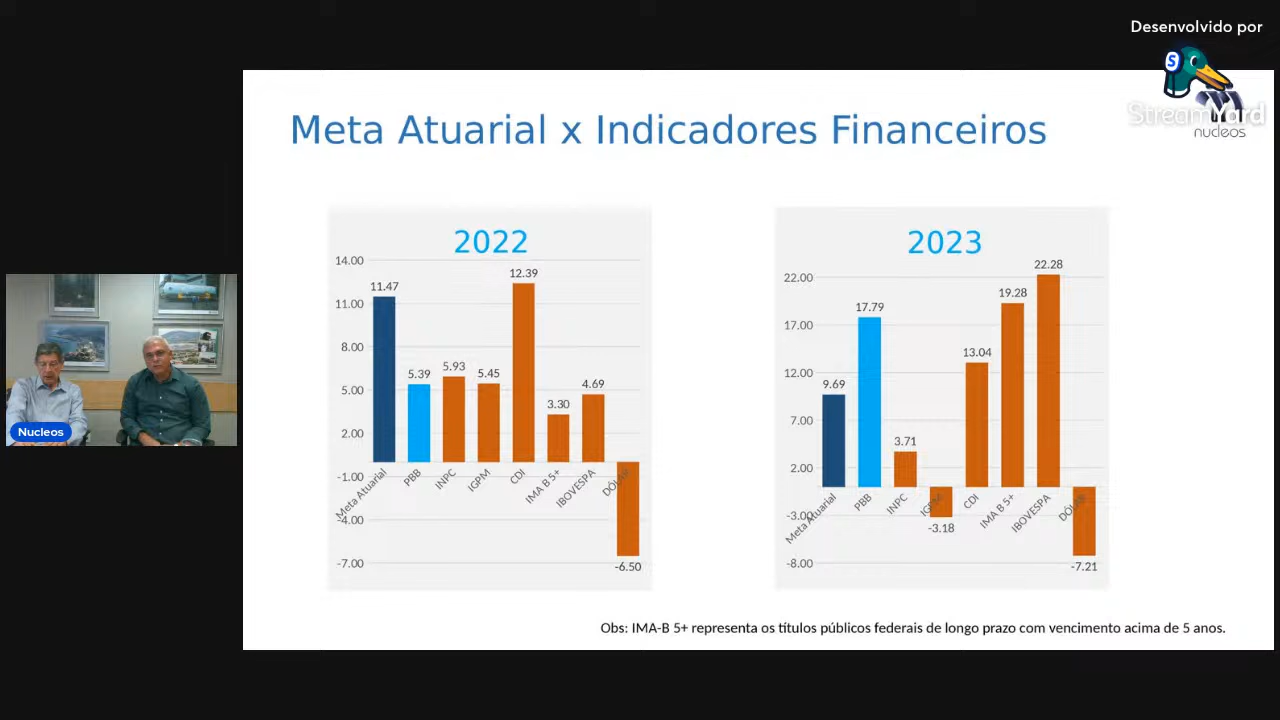 Desenvolvido por
S
StreamYard
nucleos
Meta Atuarial x Indicadores Financeiros
2022
14.00
11.00
8.00
5.00
2.00
-1.00
-4.00
-7.00
11.47
5.39
5.93
5.45
12.39
3.30
4.69
-6.50
Meta Atuarial
PBB
INPC
IGPM
CDI
IMA B 5+
IBOVESPA
DÓLAR
2023
22.00
17.00
12.00
7.00
2.00
-3.00
-8.00
9.69
17.79
3.71
-3.18
13.04
19.28
22.28
-7.21
Meta Atuarial
PBB
INPC
IGPM
CDI
IMA B 5+
IBOVESPA
DÓLAR
Nucleos
Obs: IMA-B 5+ representa os títulos públicos federais de longo prazo com vencimento acima de 5 anos.